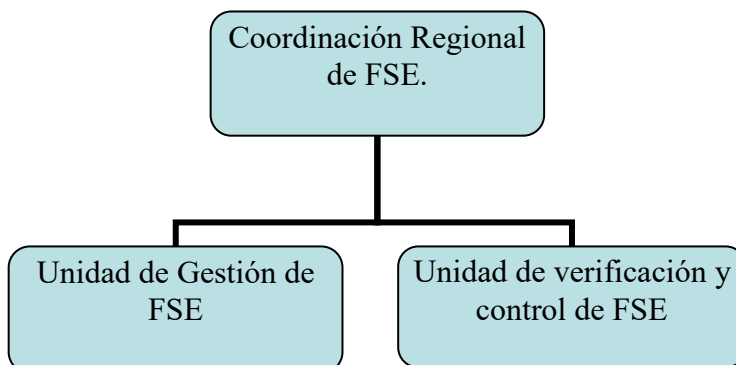 Coordinación Regional
de FSE.
Unidad de Gestión de
FSE
Unidad de verificación y
control de FSE